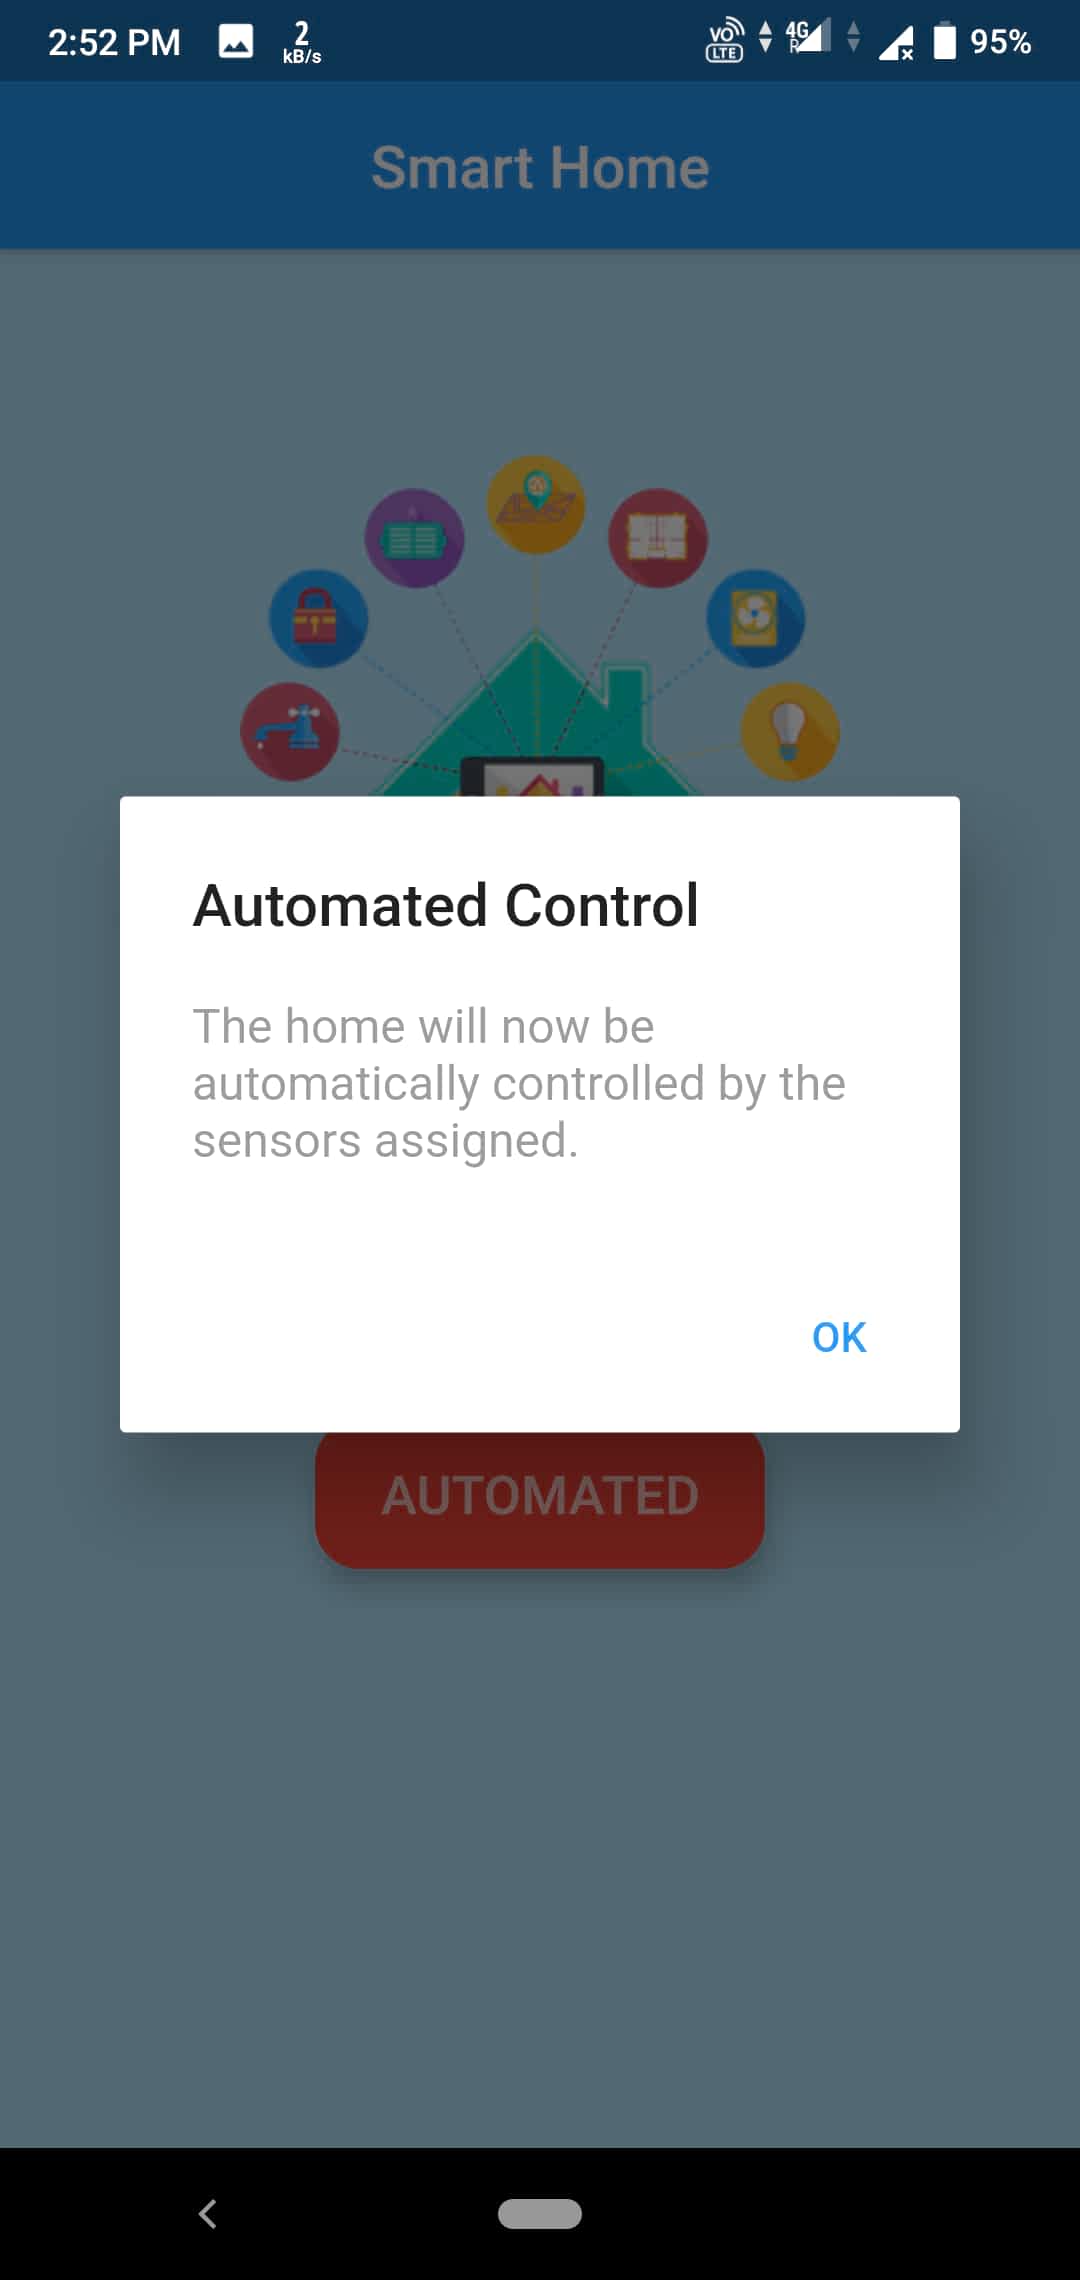 2:52 PM 2 kB/s VO LTE 4G R 95%
Smart Home
Automated Control
The home will now be
automatically controlled by the
sensors assigned.
OK
AUTOMATED